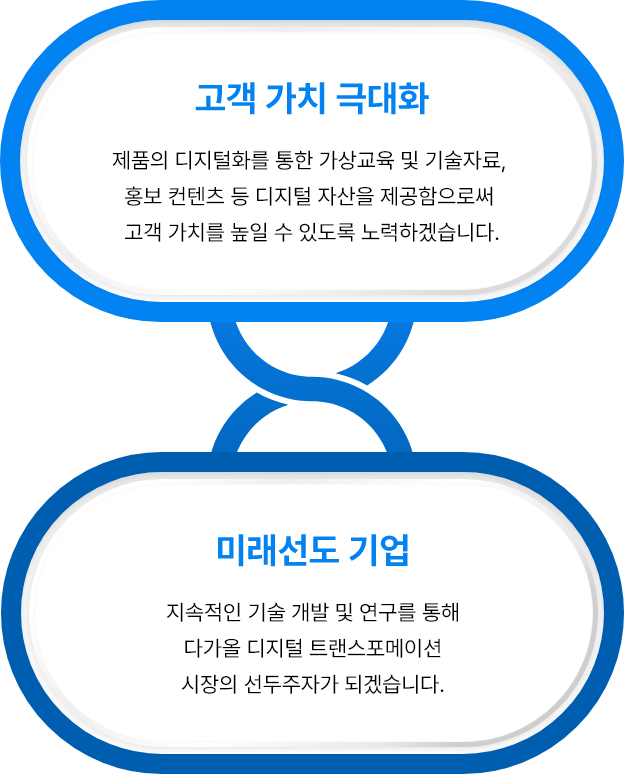 고객 가치 극대화
제품의 디지털화를 통한 가상교육 및 기술자료,
홍보 컨텐츠 등 디지털 자산을 제공함으로써
고객 가치를 높일 수 있도록 노력하겠습니다.
미래선도 기업
지속적인 기술 개발 및 연구를 통해
다가올 디지털 트랜스포메이션
시장의 선두주자가 되겠습니다.